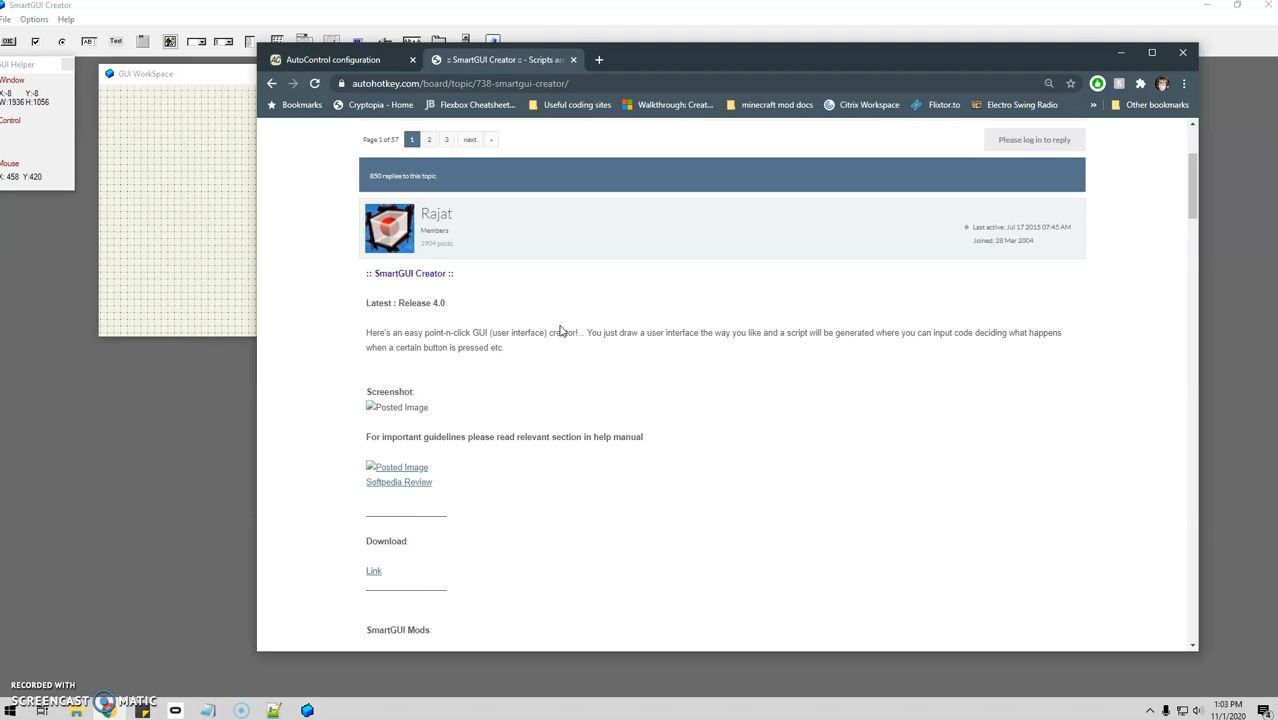 SmartGUI Creator
File Options Help
Text
GUI Helper
Window
X:-8 Y:-8
W:1936 H:1056
Control
Mouse
X: 458 Y:420
GUI WorkSpace
AutoControl configuration
:: SmartGUI Creator :: - Scripts an
autohotkey.com/board/topic/738-smartgui-creator/
Bookmarks
Cryptopia - Home
Flexbox Cheatsheet...
Useful coding sites
Walkthrough: Creat...
minecraft mod docs
Citrix Workspace
Flixtor.to
Electro Swing Radio
»
Other bookmarks
Page 1 of 57 1 2 3 next »
Please log in to reply
850 replies to this topic
Rajat
Members
1904 posts
Last active: Jul 17 2015 07:45 AM
Joined: 28 Mar 2004
:: SmartGUI Creator ::
Latest : Release 4.0
Here's an easy point-n-click GUI (user interface) creator!... You just draw a user interface the way you like and a script will be generated where you can input code deciding what happens
when a certain button is pressed etc.
Screenshot:
Posted Image
For important guidelines please read relevant section in help manual
Posted Image
Softpedia Review
Download:
Link
SmartGUI Mods:
RECORDED WITH
SCREENCAST MATIC
1:03 PM
11/1/2020